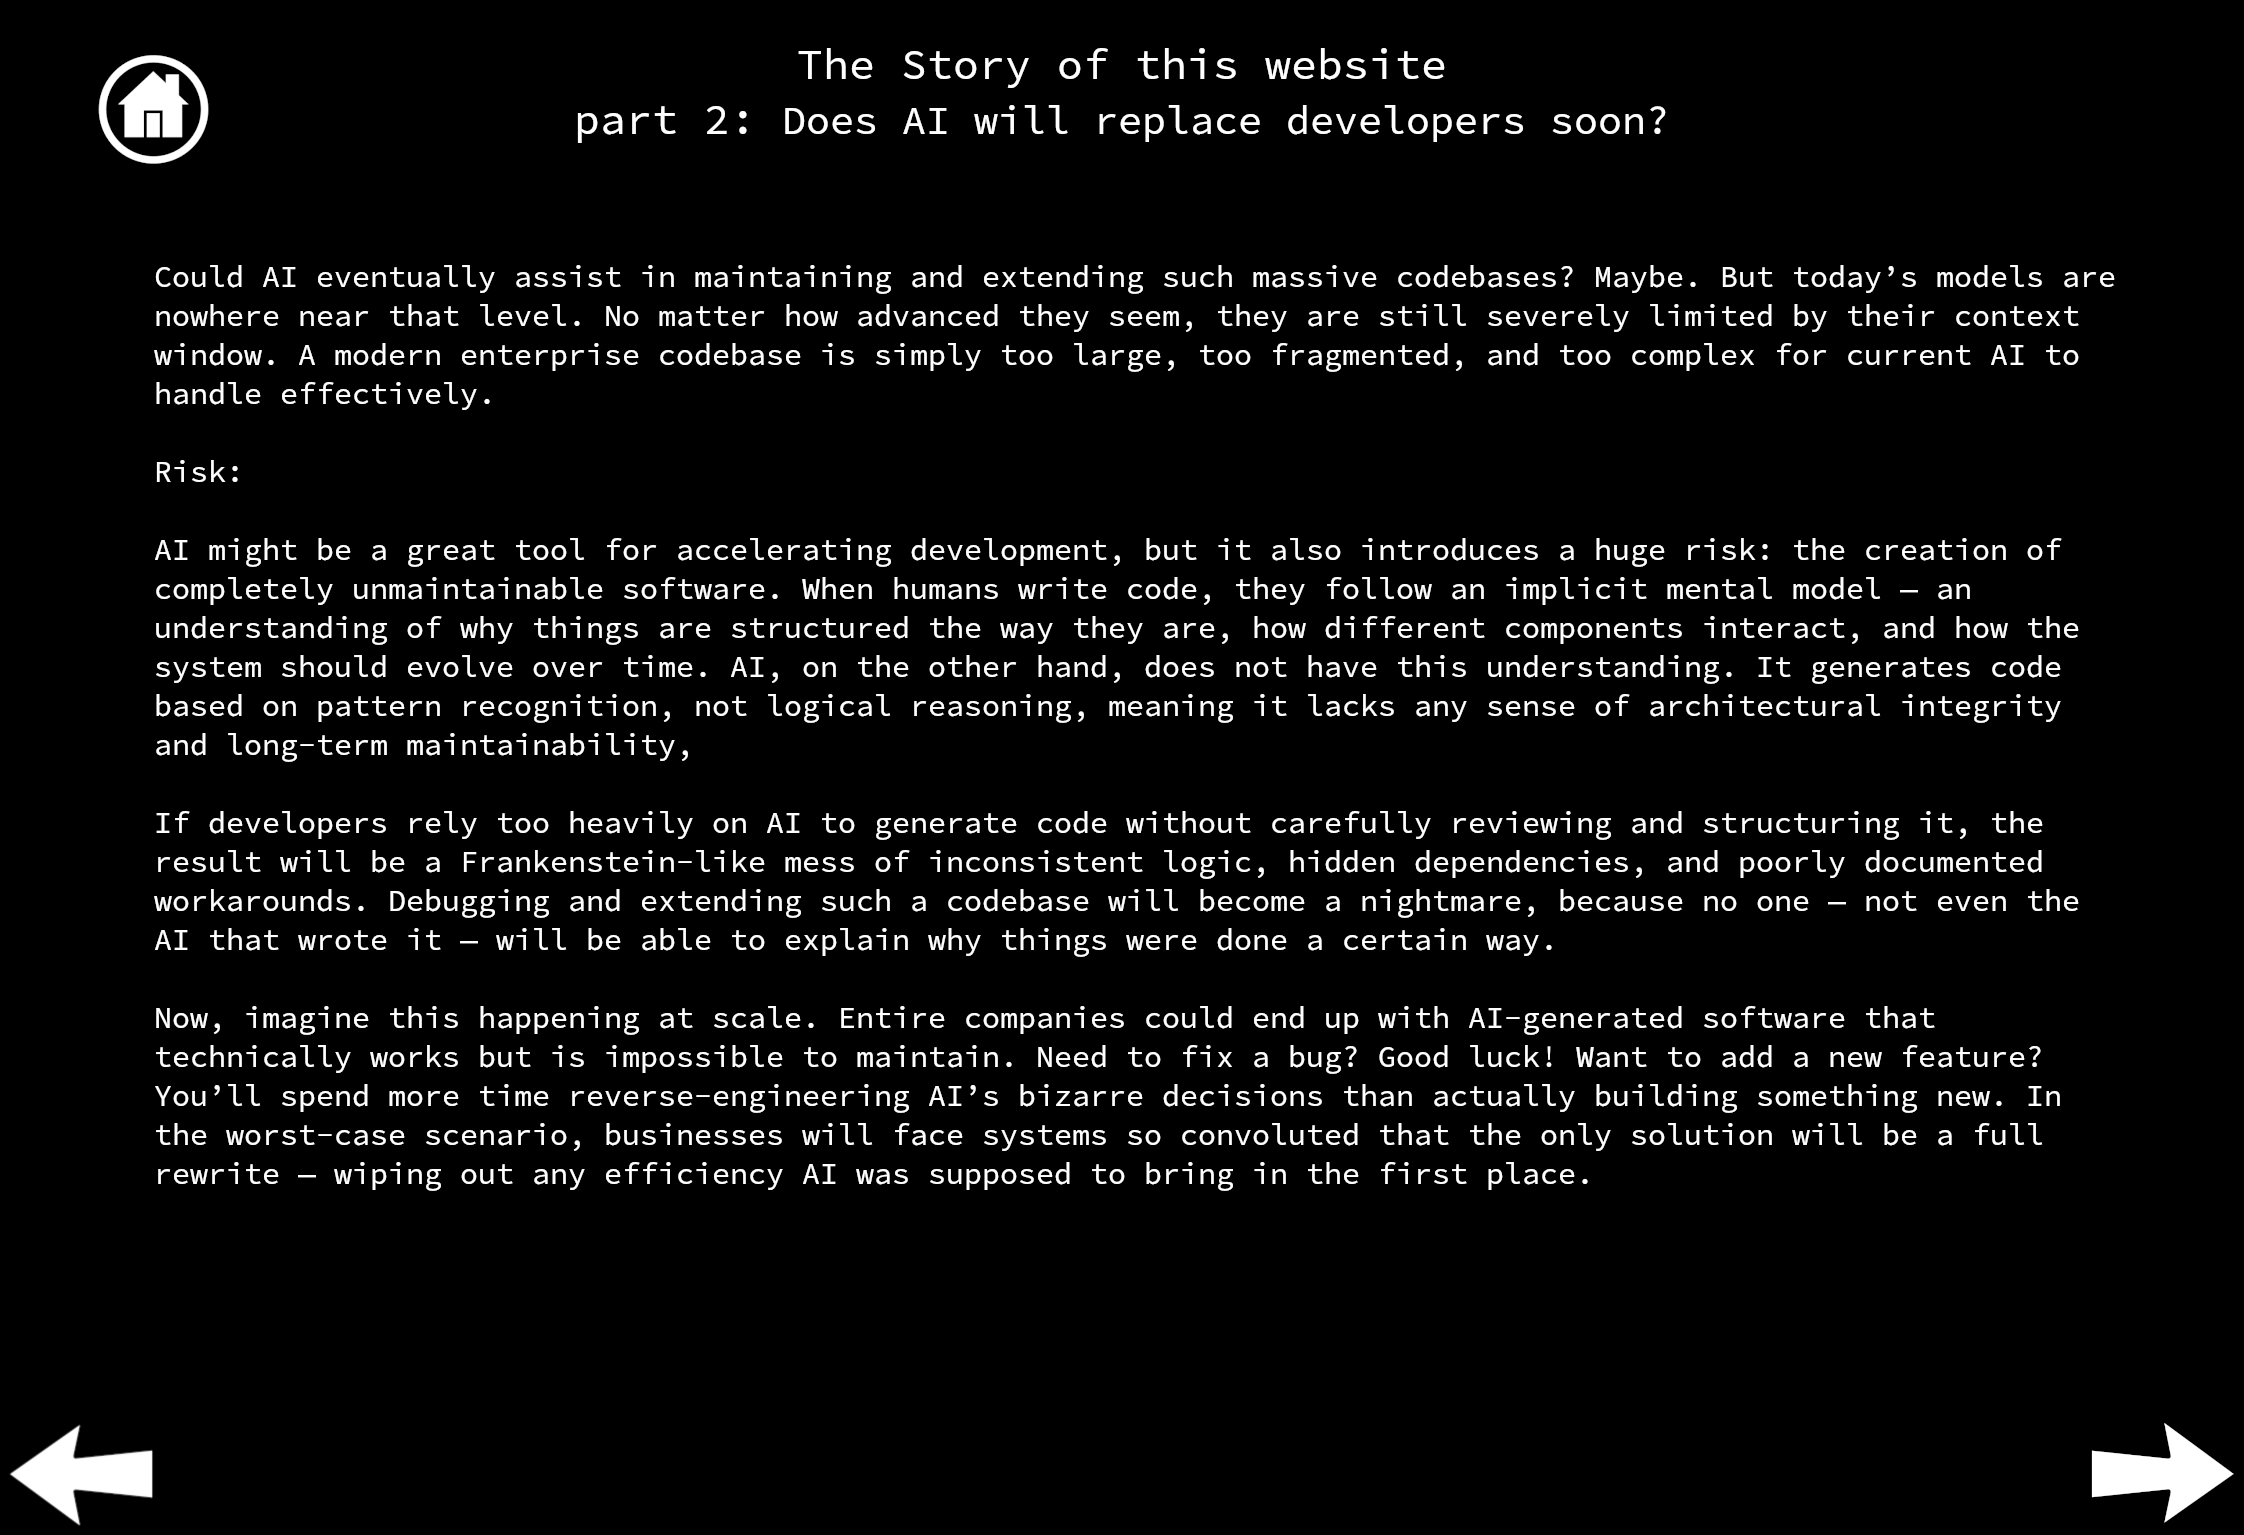 The Story of this website
part 2: Does AI will replace developers soon?
Could AI eventually assist in maintaining and extending such massive codebases? Maybe. But today’s models are
nowhere near that level. No matter how advanced they seem, they are still severely limited by their context
window. A modern enterprise codebase is simply too large, too fragmented, and too complex for current AI to
handle effectively.
Risk:
AI might be a great tool for accelerating development, but it also introduces a huge risk: the creation of
completely unmaintainable software. When humans write code, they follow an implicit mental model — an
understanding of why things are structured the way they are, how different components interact, and how the
system should evolve over time. AI, on the other hand, does not have this understanding. It generates code
based on pattern recognition, not logical reasoning, meaning it lacks any sense of architectural integrity
and long-term maintainability,
If developers rely too heavily on AI to generate code without carefully reviewing and structuring it, the
result will be a Frankenstein-like mess of inconsistent logic, hidden dependencies, and poorly documented
workarounds. Debugging and extending such a codebase will become a nightmare, because no one — not even the
AI that wrote it — will be able to explain why things were done a certain way.
Now, imagine this happening at scale. Entire companies could end up with AI-generated software that
technically works but is impossible to maintain. Need to fix a bug? Good luck! Want to add a new feature?
You’ll spend more time reverse-engineering AI’s bizarre decisions than actually building something new. In
the worst-case scenario, businesses will face systems so convoluted that the only solution will be a full
rewrite — wiping out any efficiency AI was supposed to bring in the first place.